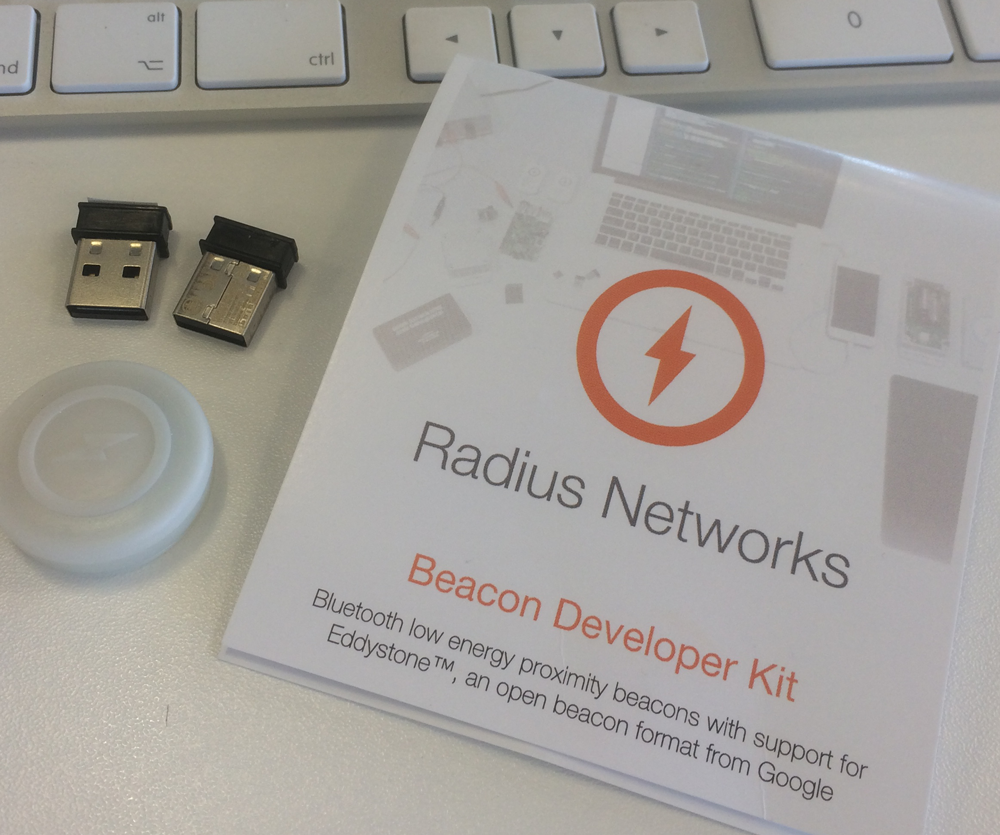 nd
alt
ctrl
◄
▼
►
0
Radius Networks
Beacon Developer Kit
Bluetooth low energy proximity beacons with support for
Eddystone™, an open beacon format from Google